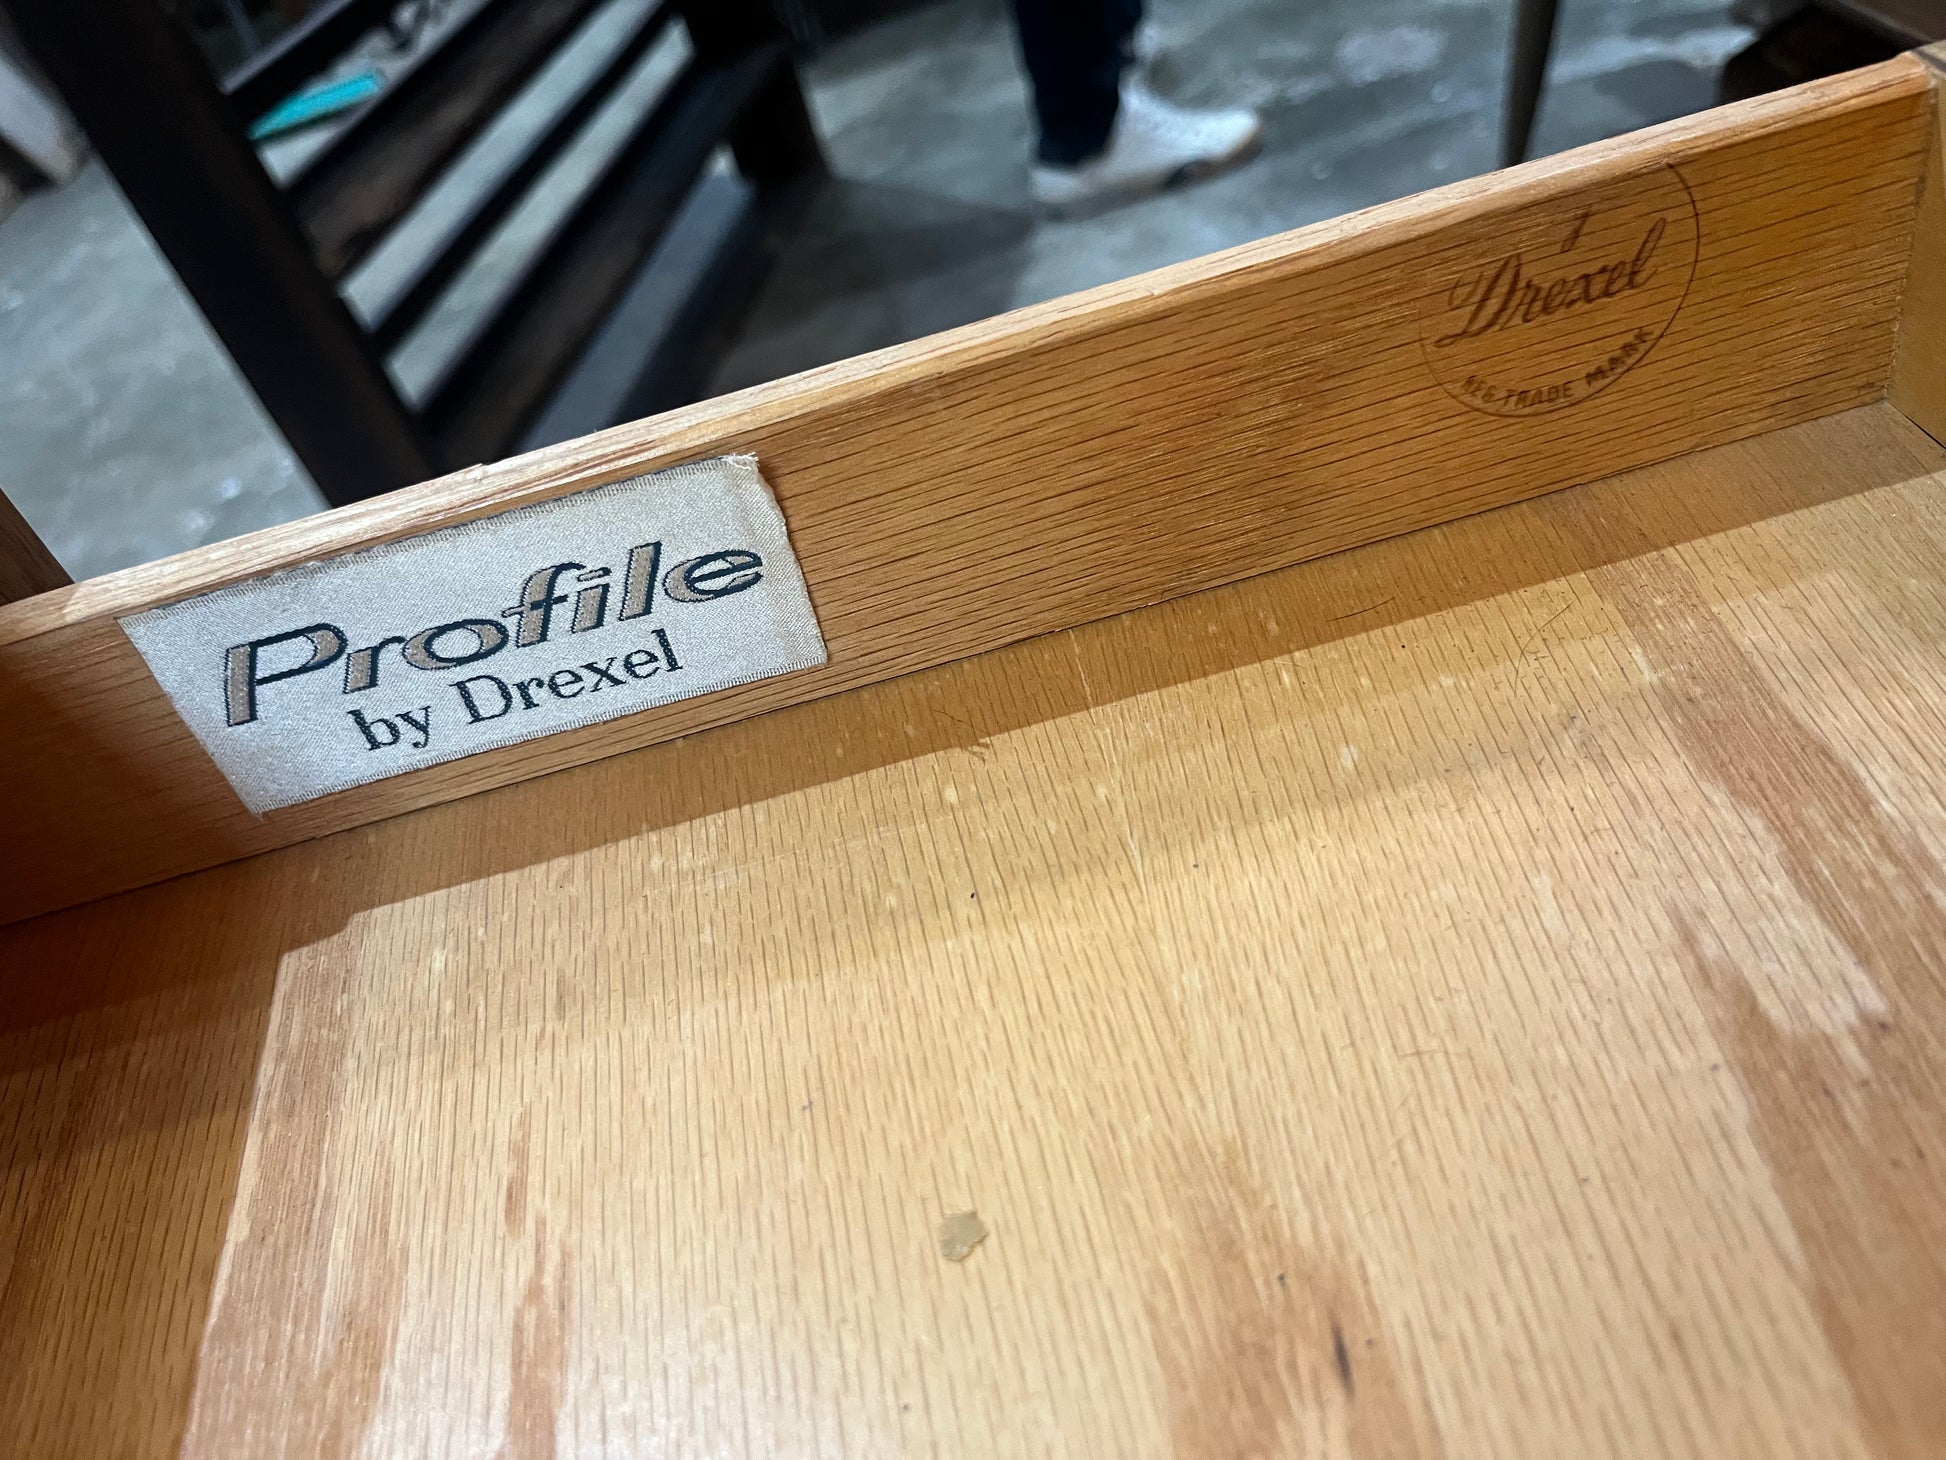 Profile
by Drexel
Drexel
REG. TRADE MARK